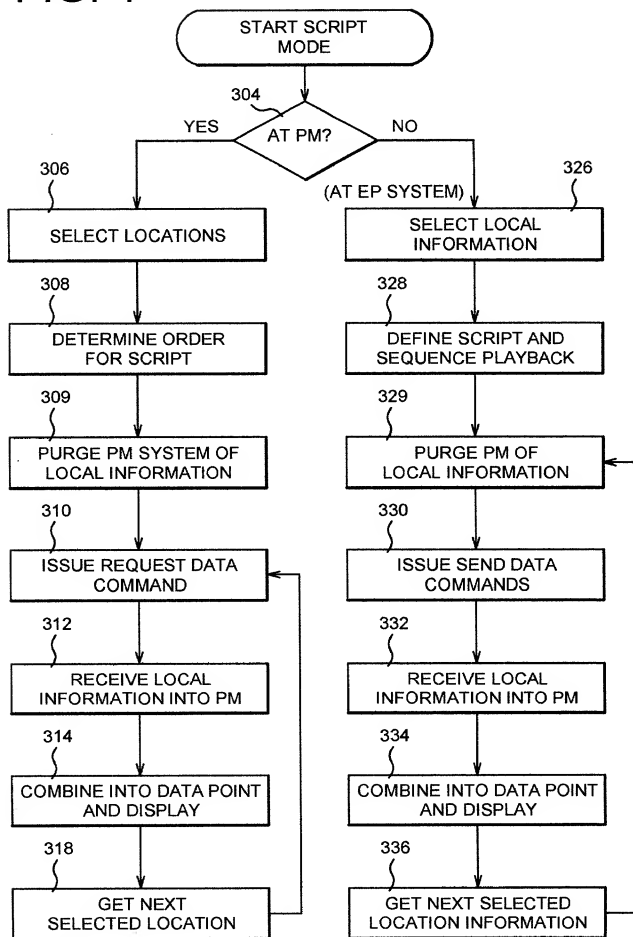 START SCRIPT
MODE
304
AT PM?
YES
NO
(AT EP SYSTEM)
306
SELECT LOCATIONS
308
DETERMINE ORDER
FOR SCRIPT
309
PURGE PM SYSTEM OF
LOCAL INFORMATION
310
ISSUE REQUEST DATA
COMMAND
312
RECEIVE LOCAL
INFORMATION INTO PM
314
COMBINE INTO DATA POINT
AND DISPLAY
318
GET NEXT
SELECTED LOCATION
326
SELECT LOCAL
INFORMATION
328
DEFINE SCRIPT AND
SEQUENCE PLAYBACK
329
PURGE PM OF
LOCAL INFORMATION
330
ISSUE SEND DATA
COMMANDS
332
RECEIVE LOCAL
INFORMATION INTO PM
334
COMBINE INTO DATA POINT
AND DISPLAY
336
GET NEXT SELECTED
LOCATION INFORMATION